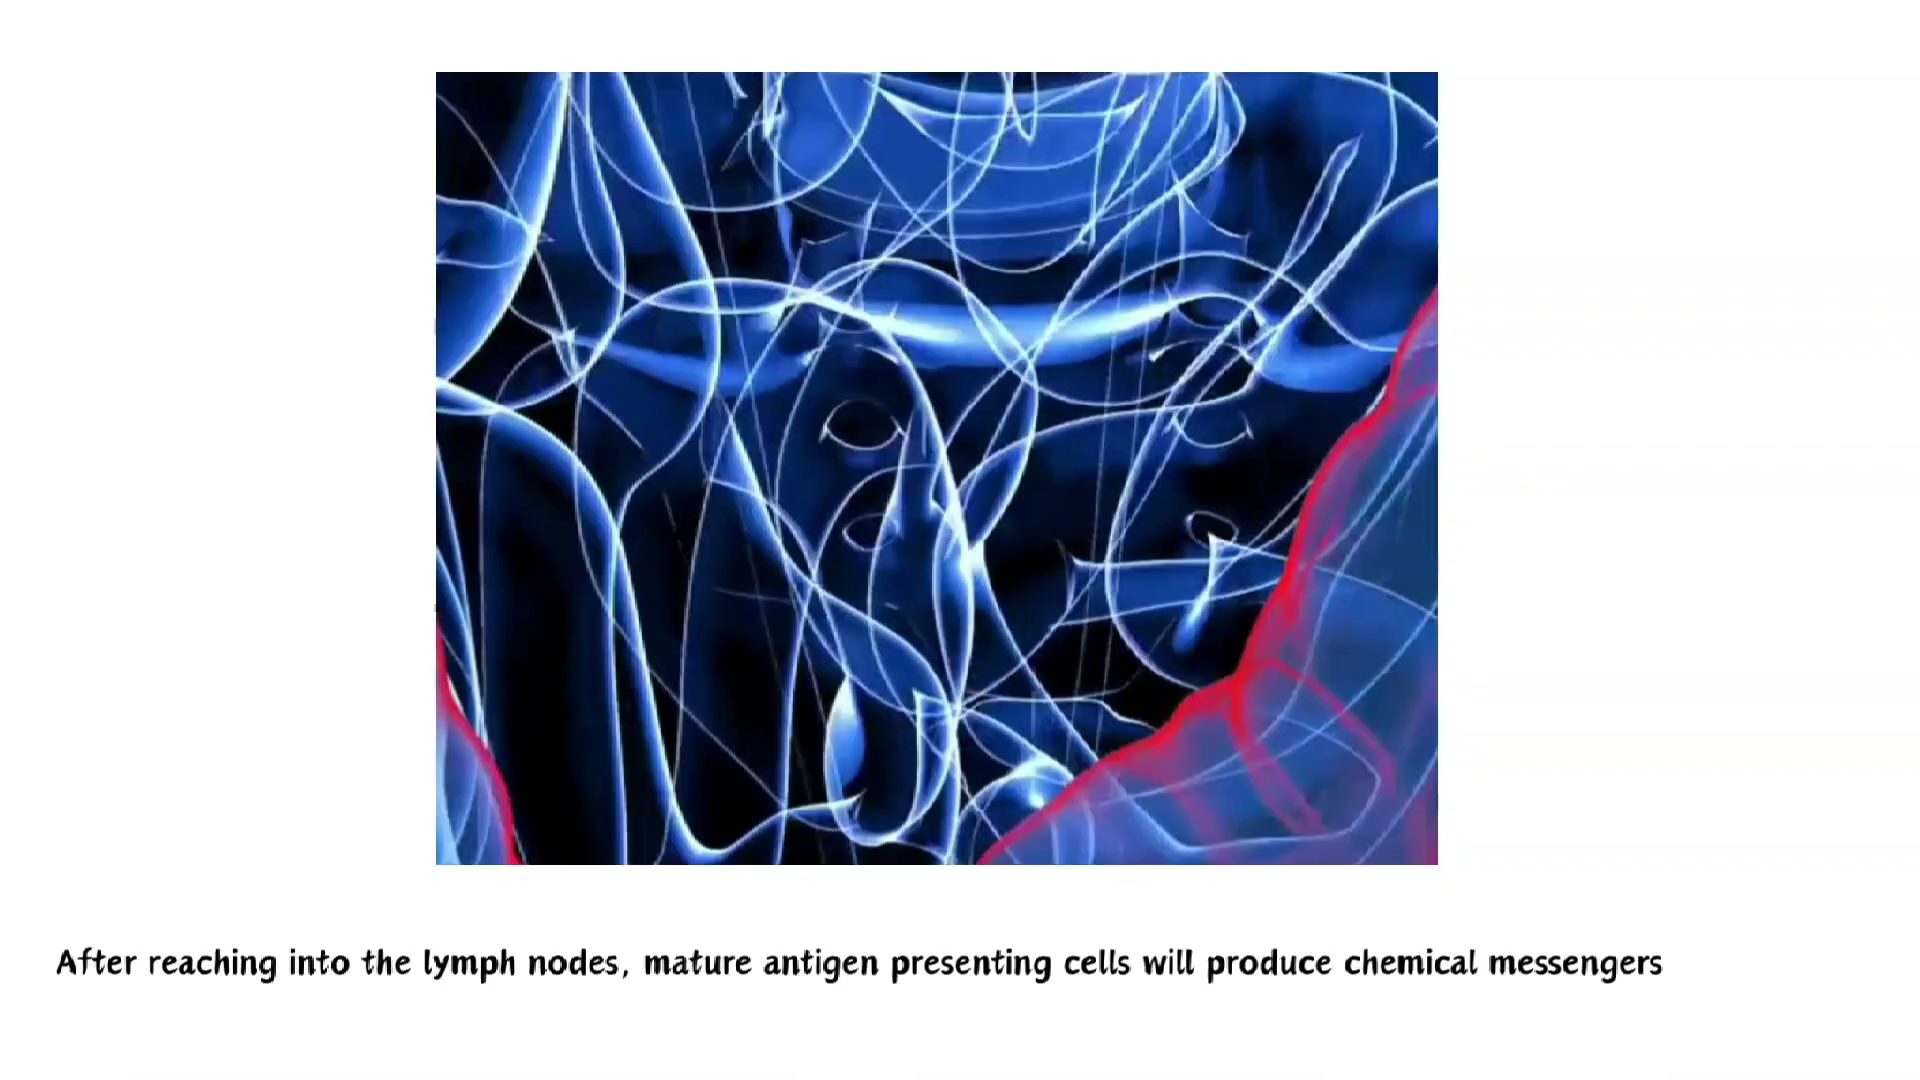 After reaching into the lymph nodes, mature antigen presenting cells will produce chemical messengers